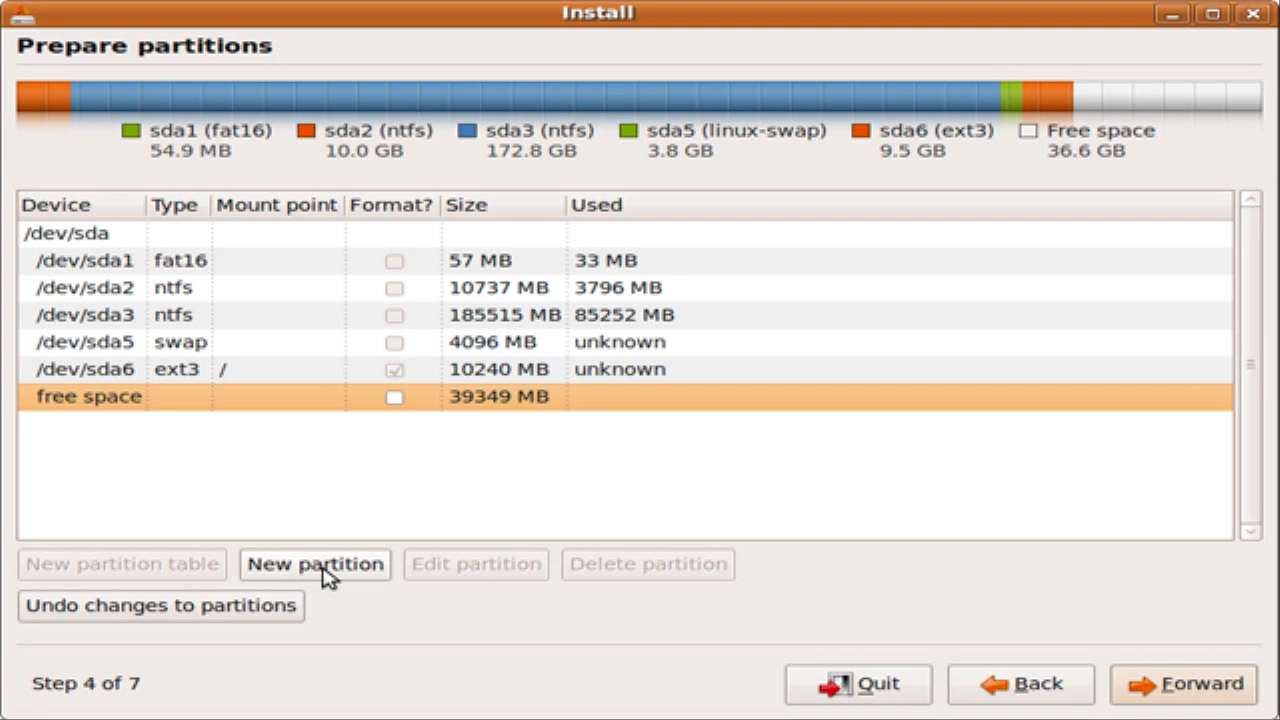 Install
Prepare partitions
sda1 (fat16) sda2 (ntfs) sda3 (ntfs) sda5 (linux-swap) sda6 (ext3) Free space
54.9 MB 10.0 GB 172.8 GB 3.8 GB 9.5 GB 36.6 GB
Device Type Mount point Format? Size Used
/dev/sda
/dev/sda1 fat16 57 MB 33 MB
/dev/sda2 ntfs 10737 MB 3796 MB
/dev/sda3 ntfs 185515 MB 85252 MB
/dev/sda5 swap 4096 MB unknown
/dev/sda6 ext3 / 10240 MB unknown
free space 39349 MB
New partition table New partition Edit partition Delete partition
Undo changes to partitions
Step 4 of 7 Quit Back Forward